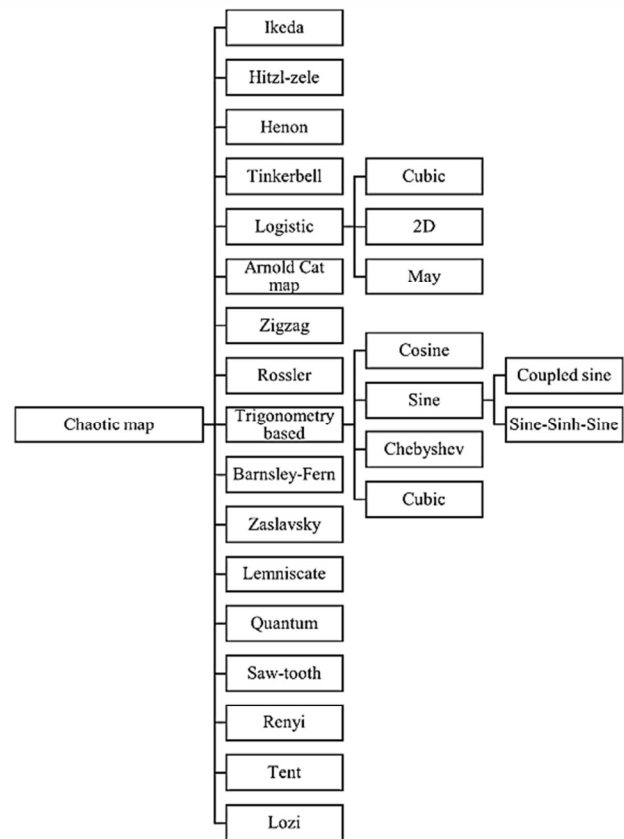 Ikeda
Hitzl-zele
Henon
Tinkerbell
Cubic
Logistic
2D
Arnold Cat
map
May
Zigzag
Cosine
Rossler
Coupled sine
Sine
Chaotic map
Trigonometry
based
Sine-Sinh-Sine
Chebyshev
Barnsley-Fern
Cubic
Zaslavsky
Lemniscate
Quantum
Saw-tooth
Renyi
Tent
Lozi